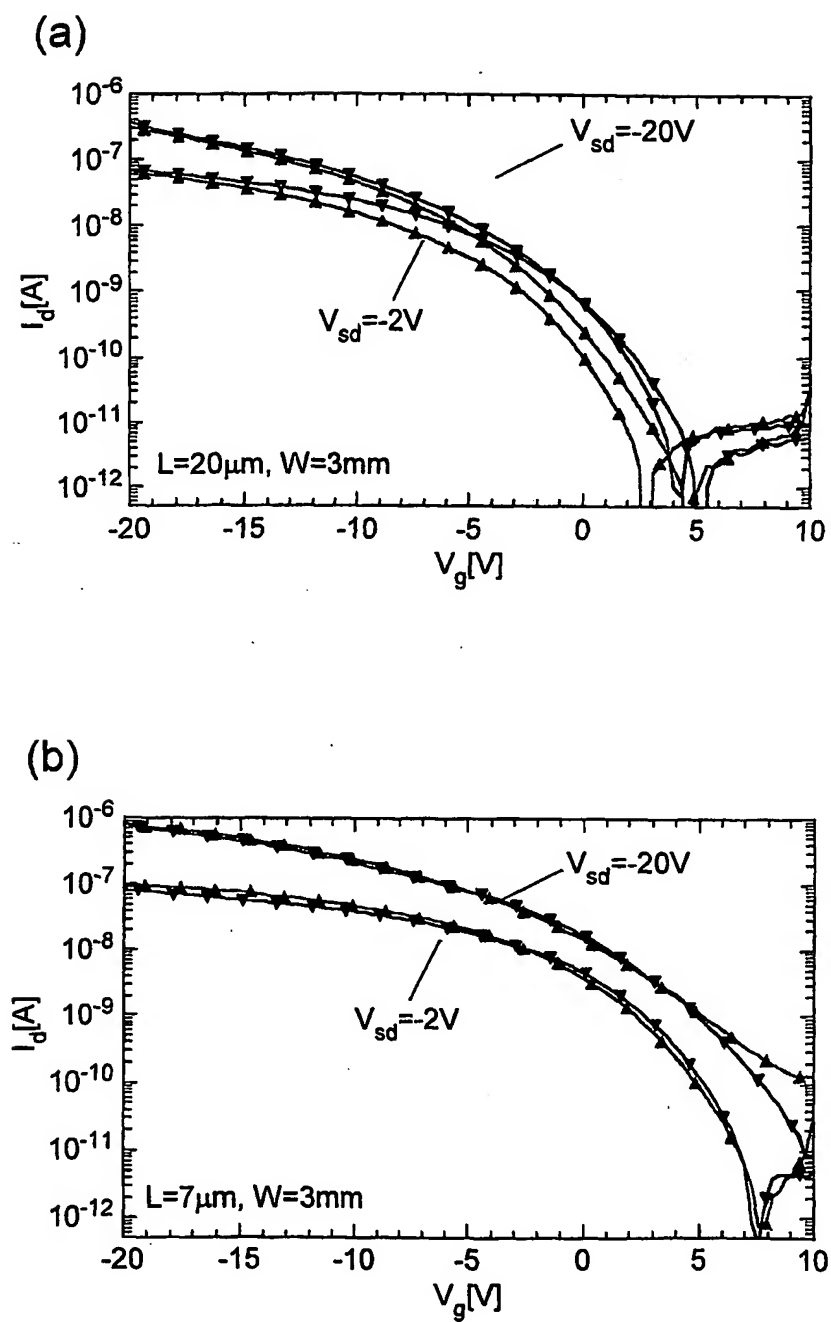 (a)
10⁻⁶
10⁻⁷
10⁻⁸
10⁻⁹
10⁻¹⁰
10⁻¹¹
10⁻¹²
I_d[A]
V_sd=-20V
V_sd=-2V
L=20μm, W=3mm
-20 -15 -10 -5 0 5 10
V_g[V]
(b)
10⁻⁶
10⁻⁷
10⁻⁸
10⁻⁹
10⁻¹⁰
10⁻¹¹
10⁻¹²
I_d[A]
V_sd=-20V
V_sd=-2V
L=7μm, W=3mm
-20 -15 -10 -5 0 5 10
V_g[V]